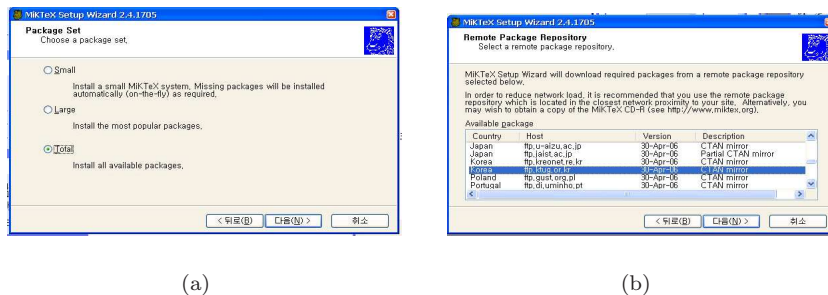 MiKTeX Setup Wizard 2.4.1705
Package Set
Choose a package set,
Small
Install a small MiKTeX system, Missing packages will be installed
automatically (on-the-fly) as required,
Large
Install the most popular packages,
Total
Install all available packages,
< 뒤로(B) 다음(N) > 취소
(a)
MiKTeX Setup Wizard 2.4.1705
Remote Package Repository
Select a remote package repository,
MiKTeX Setup Wizard will download required packages from a remote package repository
selected below,
In order to reduce network load, it is recommended that you use the remote package
repository which is located in the closest network proximity to your site, Alternatively, you
may wish to obtain a copy of the MiKTeX CD-R (see http://www.miktex.org),
Available package
Country Host Version Description
Japan ftp,u-aizu,ac,jp 30-Apr-06 CTAN mirror
Japan ftp,jaist,ac,jp 30-Apr-06 Partial CTAN mirror
Korea ftp,kreonet,re,kr 30-Apr-06 CTAN mirror
Korea ftp,ktug,or,kr 30-Apr-06 CTAN mirror
Poland ftp,gust,org,pl 30-Apr-06 CTAN mirror
Portugal ftp,di,uminho,pt 30-Apr-06 CTAN mirror
< 뒤로(B) 다음(N) > 취소
(b)